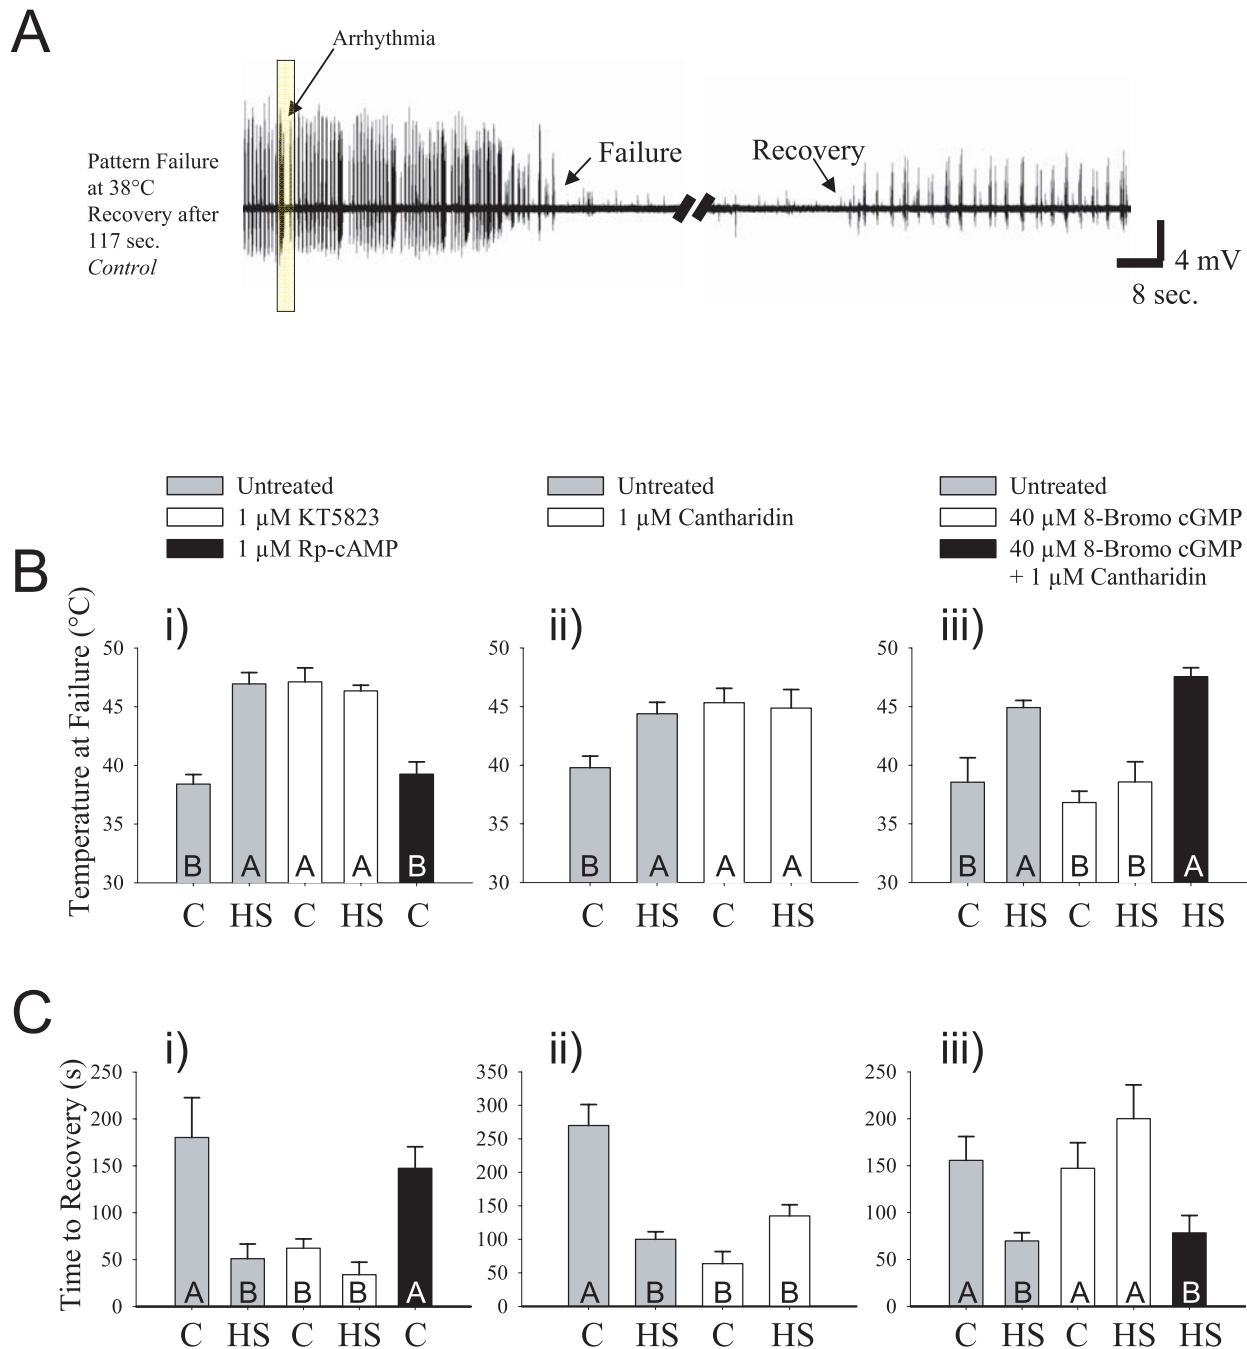 A
Arrhythmia
Pattern Failure
at 38°C
Recovery after
117 sec.
Control
Failure
Recovery
4 mV
8 sec.
Untreated
1 µM KT5823
1 µM Rp-cAMP
Untreated
1 µM Cantharidin
Untreated
40 µM 8-Bromo cGMP
40 µM 8-Bromo cGMP
+ 1 µM Cantharidin
B
Temperature at Failure (°C)
i)
50
45
40
35
30
B A A A B
C HS C HS C
ii)
50
45
40
35
30
B A A A
C HS C HS
iii)
50
45
40
35
30
B A B B A
C HS C HS HS
C
Time to Recovery (s)
i)
250
200
150
100
50
0
A B B B A
C HS C HS C
ii)
350
300
250
200
150
100
50
0
A B B B
C HS C HS
iii)
250
200
150
100
50
0
A B A A B
C HS C HS HS